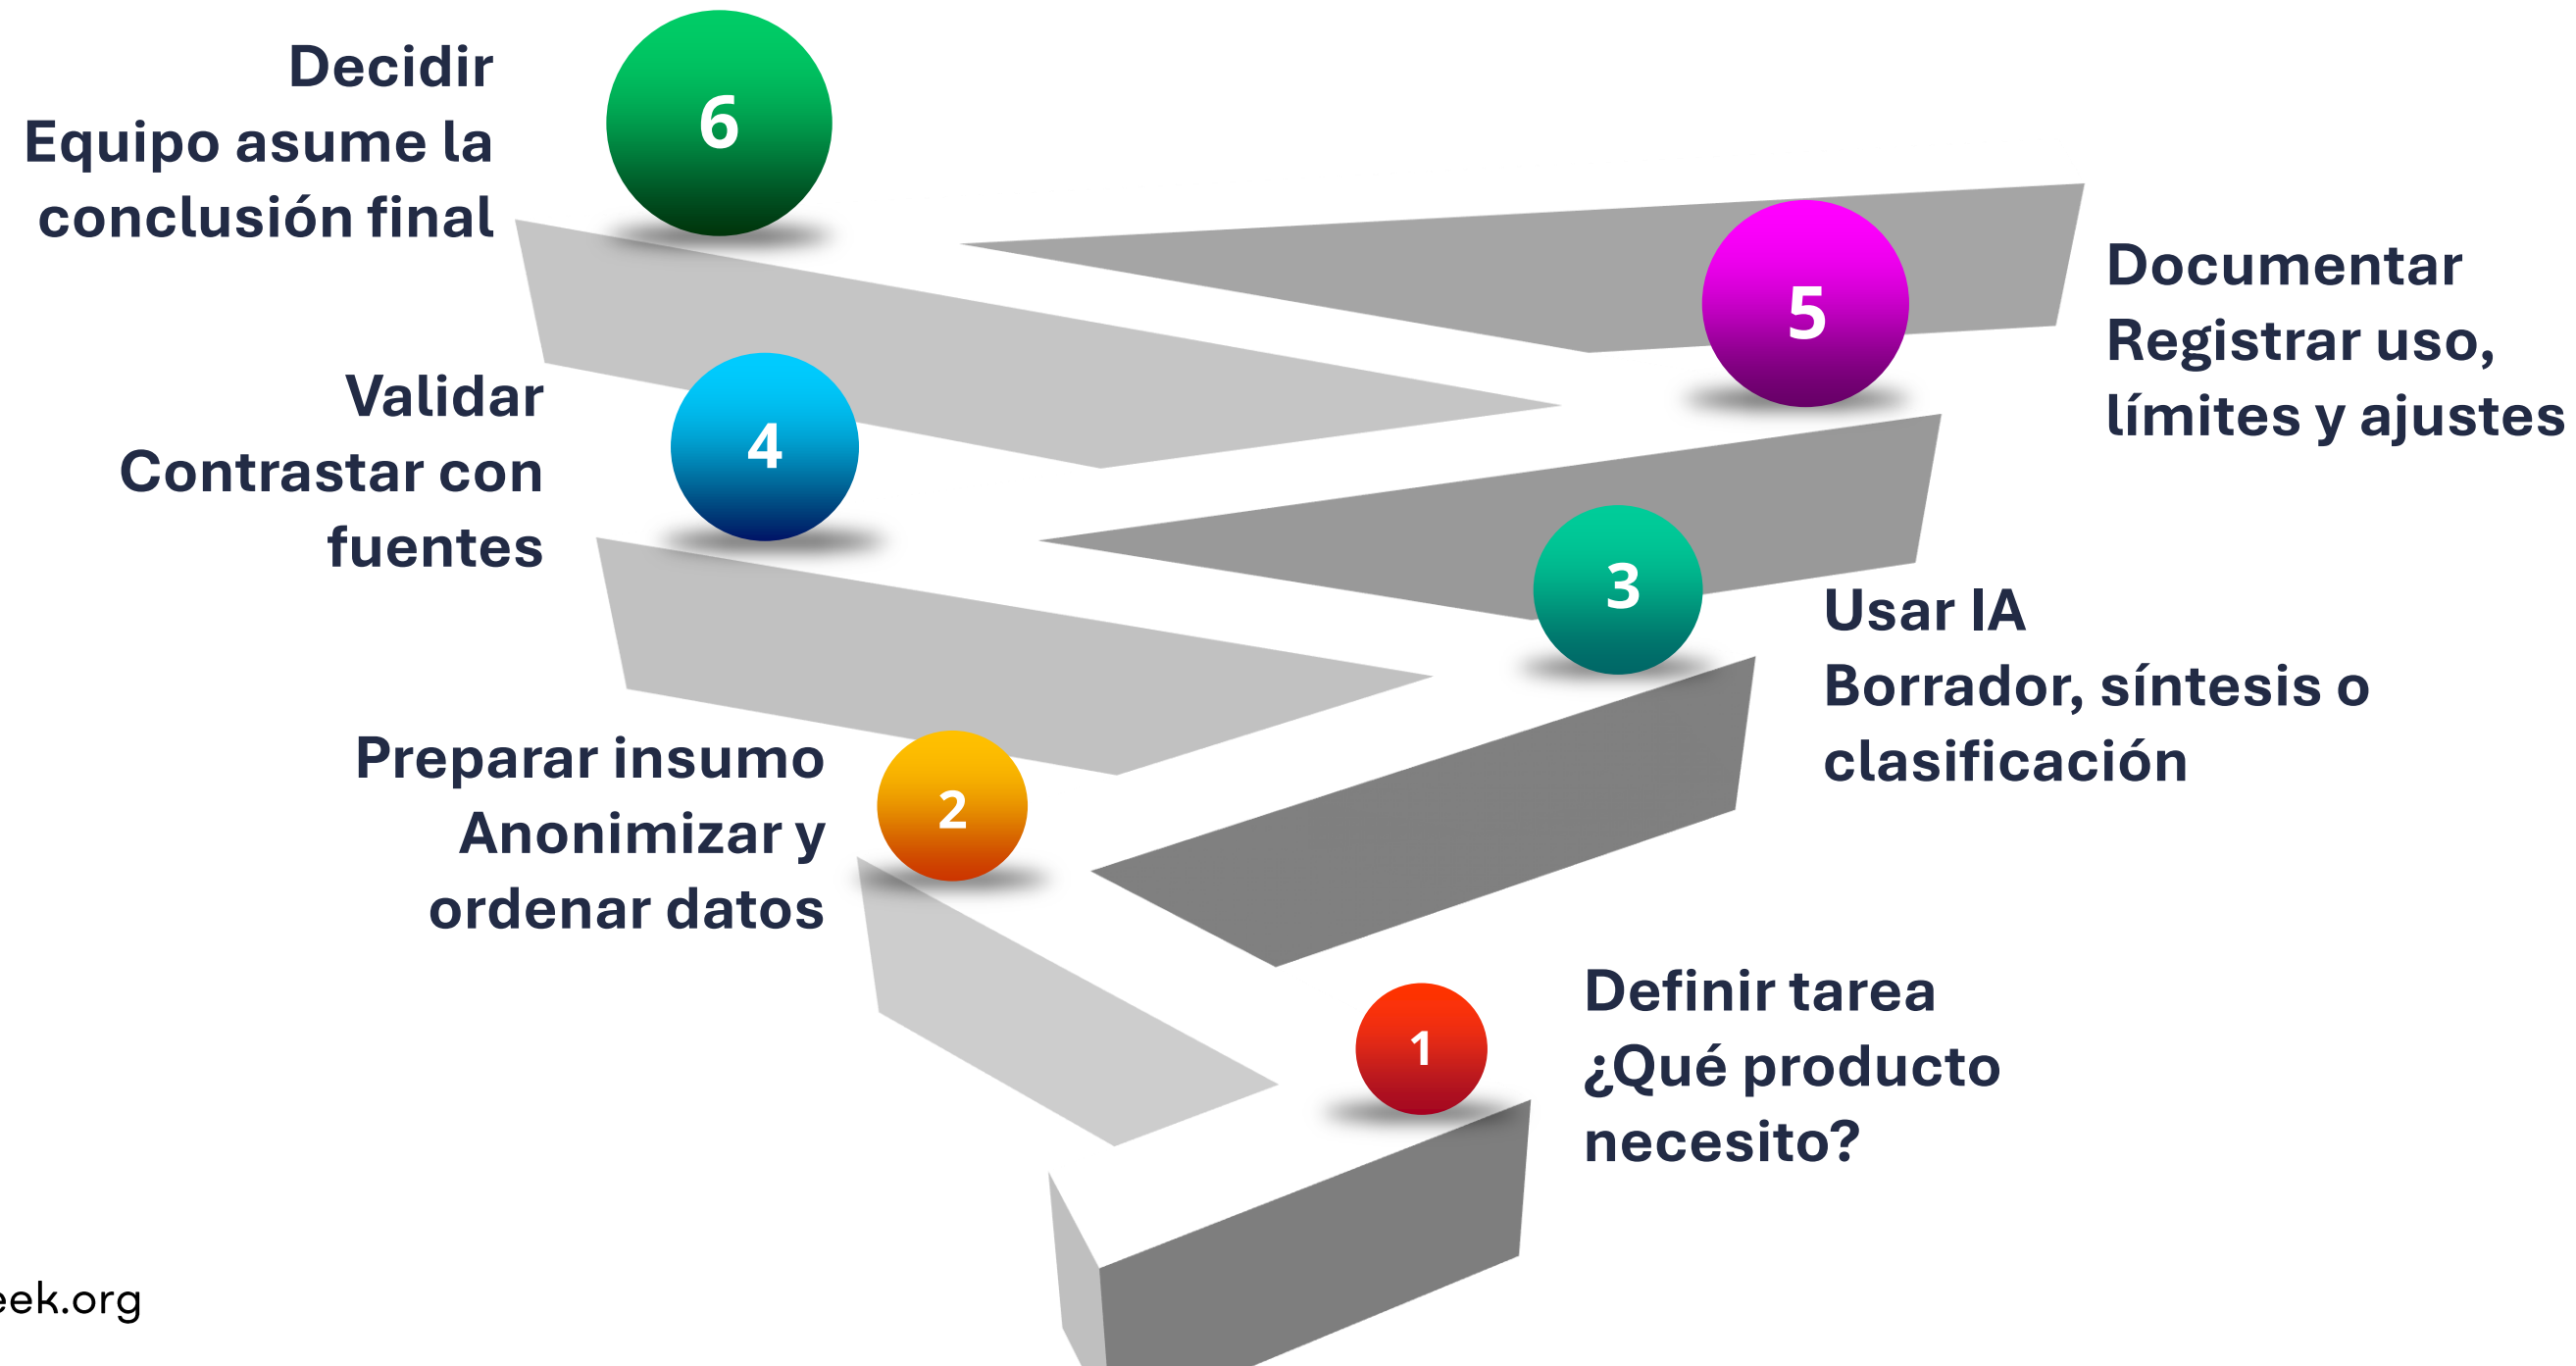 Decidir
Equipo asume la
conclusión final
6
5
Documentar
Registrar uso,
límites y ajustes
Validar
Contrastar con
fuentes
4
3
Usar IA
Borrador, síntesis o
clasificación
Preparar insumo
Anonimizar y
ordenar datos
2
1
Definir tarea
¿Qué producto
necesito?
eek.org